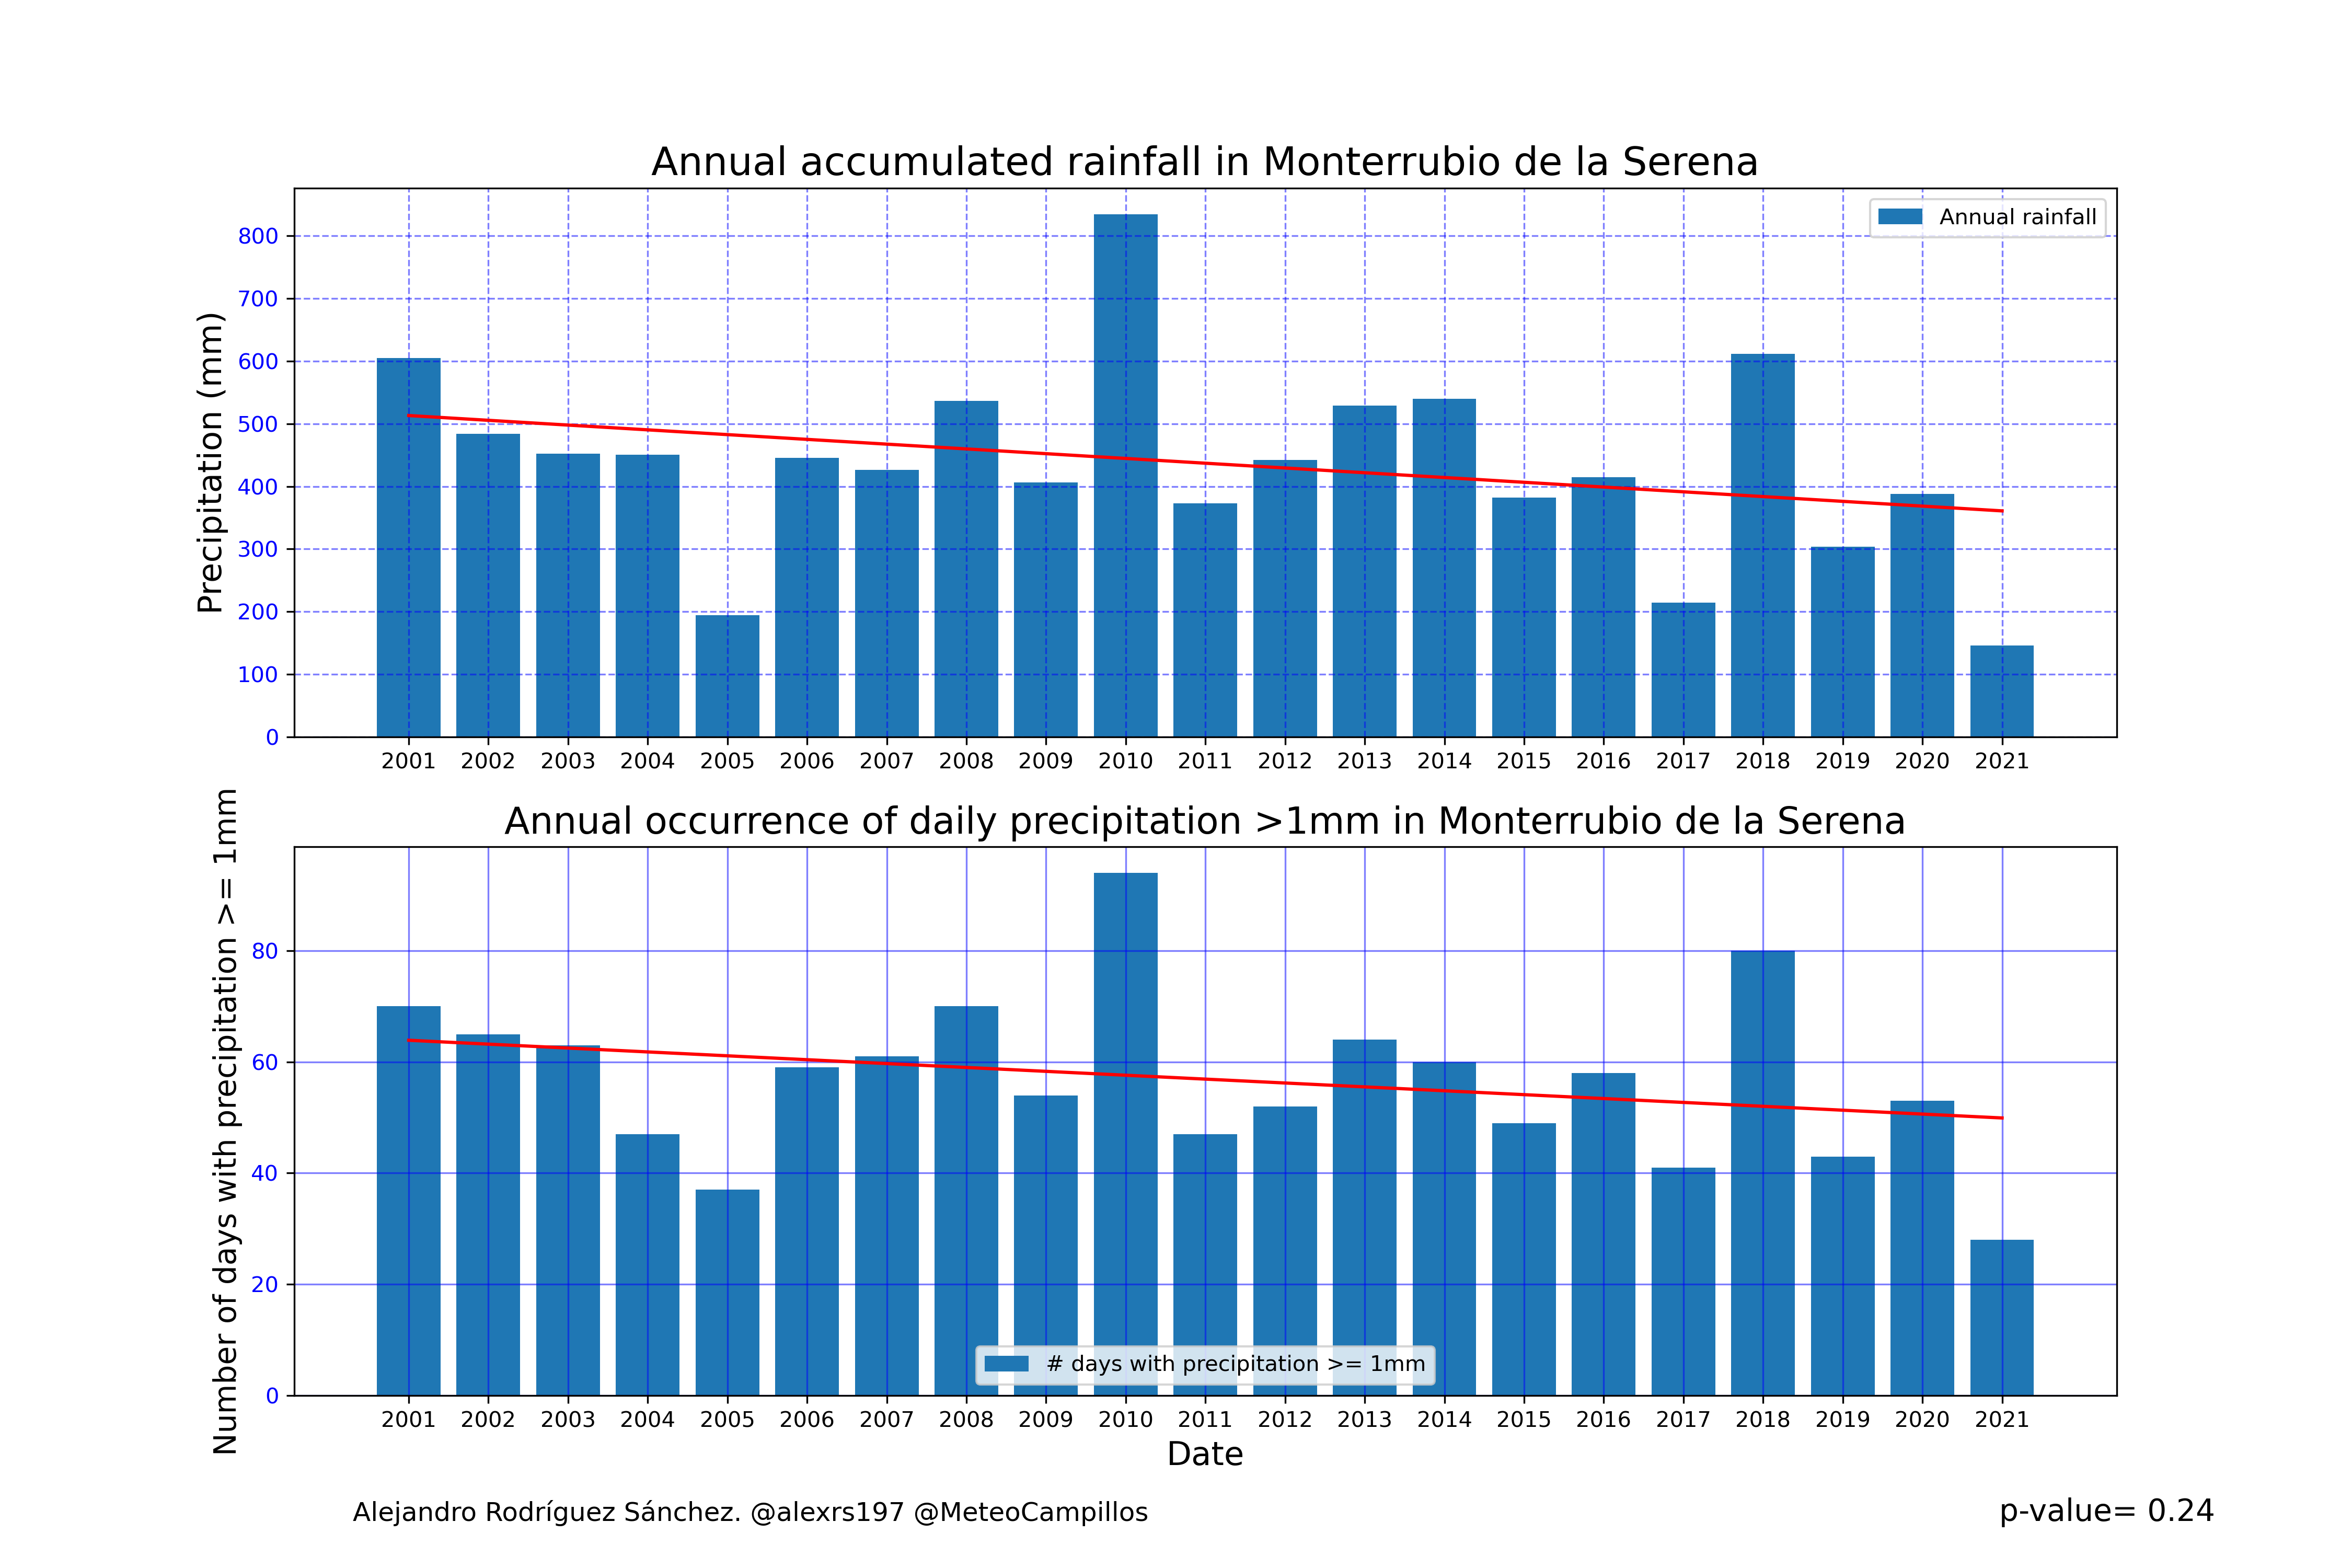 Annual accumulated rainfall in Monterrubio de la Serena
Precipitation (mm)
800
700
600
500
400
300
200
100
0
Annual rainfall
2001 2002 2003 2004 2005 2006 2007 2008 2009 2010 2011 2012 2013 2014 2015 2016 2017 2018 2019 2020 2021
Annual occurrence of daily precipitation >1mm in Monterrubio de la Serena
Number of days with precipitation >= 1mm
80
60
40
20
0
# days with precipitation >= 1mm
2001 2002 2003 2004 2005 2006 2007 2008 2009 2010 2011 2012 2013 2014 2015 2016 2017 2018 2019 2020 2021
Date
Alejandro Rodríguez Sánchez. @alexrs197 @MeteoCampillos
p-value= 0.24